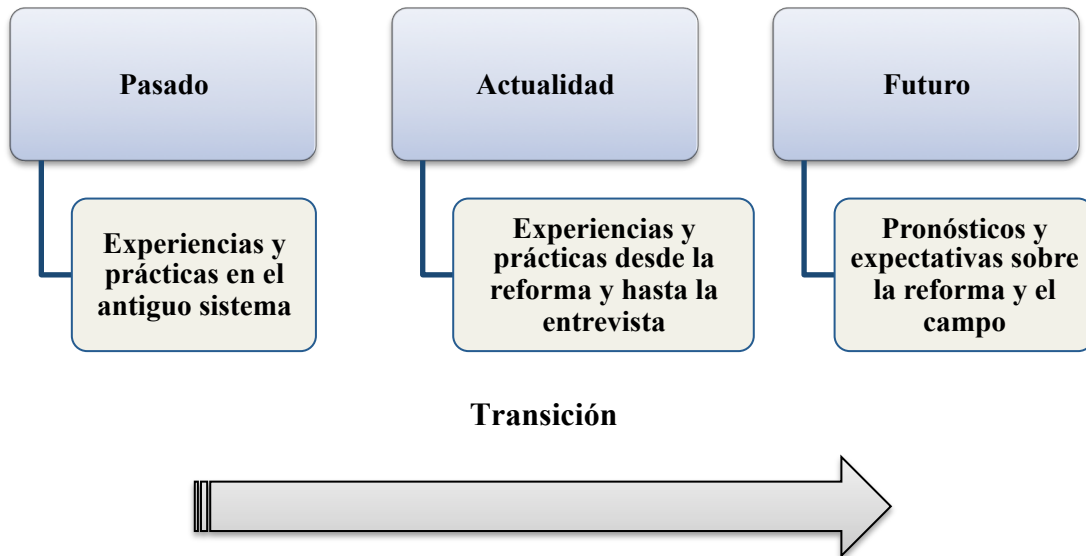 Pasado
Actualidad
Futuro
Experiencias y
prácticas en el
antiguo sistema
Experiencias y
prácticas desde la
reforma y hasta la
entrevista
Pronósticos y
expectativas sobre
la reforma y el
campo
Transición